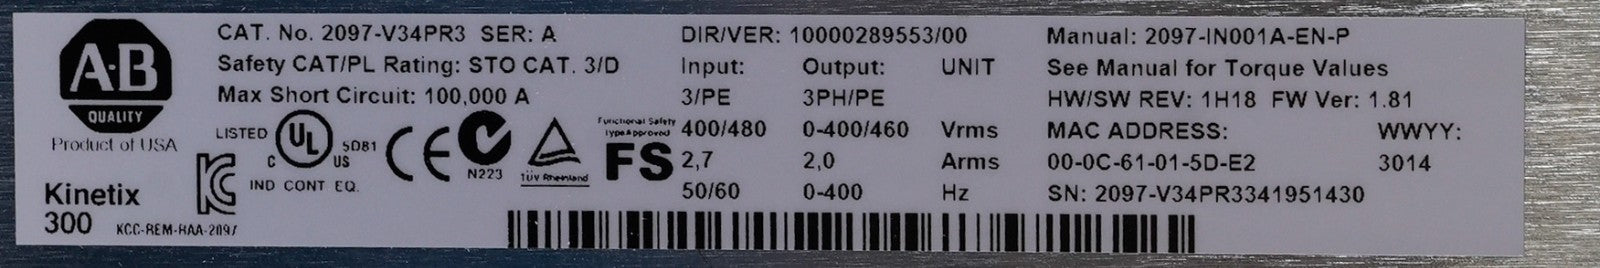 A·B
QUALITY
Product of USA
Kinetix
300
CAT. No. 2097-V34PR3 SER: A
Safety CAT/PL Rating: STO CAT. 3/D
Max Short Circuit: 100,000 A
LISTED
C UL US 5D81
IND CONT EQ.
KCC-REM-RAA-2097
CE
N223
TÜV Rheinland
Functional Safety
Type Approved
FS
DIR/VER: 10000289553/00
Input: Output: UNIT
3/PE 3PH/PE
400/480 0-400/460 Vrms
2,7 2,0 Arms
50/60 0-400 Hz
Manual: 2097-IN001A-EN-P
See Manual for Torque Values
HW/SW REV: 1H18 FW Ver: 1.81
MAC ADDRESS: WWYY:
00-0C-61-01-5D-E2 3014
SN: 2097-V34PR3341951430